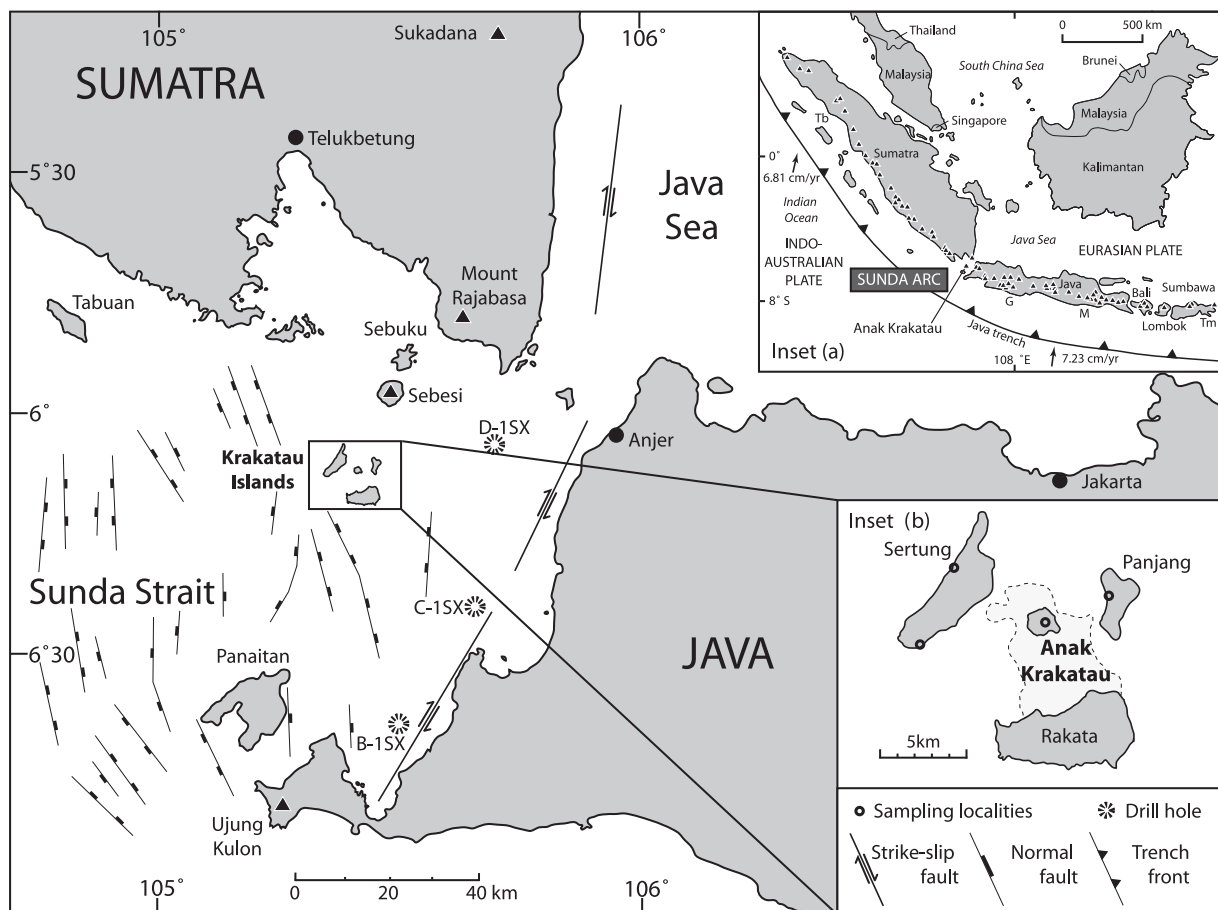 105˚
106˚
Sukadana
SUMATRA
Telukbetung
5˚30
Java
Sea
Mount
Rajabasa
Tabuan
Sebuku
Sebesi
6˚
D-1SX
Anjer
Krakatau
Islands
Jakarta
Sunda Strait
C-1SX
6˚30
Panaitan
JAVA
B-1SX
Ujung
Kulon
105˚
0 20 40 km
106˚
0 500 km
Thailand
Brunei
South China Sea
Malaysia
Malaysia
Singapore
Tb
Sumatra
Kalimantan
0˚
6.81 cm/yr
Indian
Ocean
Java Sea
INDO-
AUSTRALIAN
PLATE
EURASIAN PLATE
SUNDA ARC
Java
Bali
Sumbawa
8˚ S
G
M
Lombok
Tm
Anak Krakatau
Java trench
108 ˚E
7.23 cm/yr
Inset (a)
Inset (b)
Sertung
Panjang
Anak
Krakatau
5km
Rakata
Sampling localities
Drill hole
Strike-slip
fault
Normal
fault
Trench
front